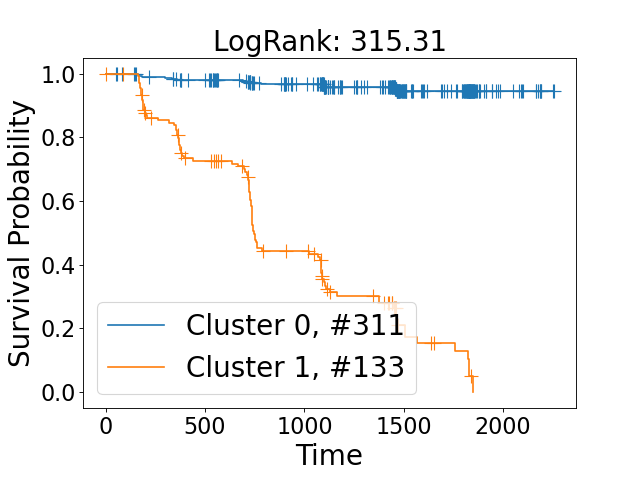 LogRank: 315.31
1.0
0.8
0.6
0.4
0.2
0.0
Survival Probability
Cluster 0, #311
Cluster 1, #133
0 500 1000 1500 2000
Time